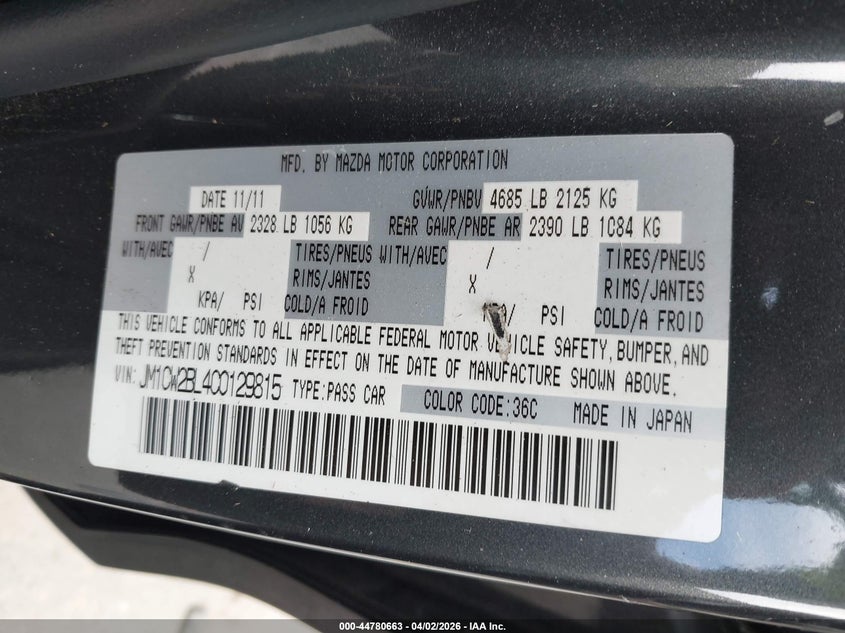 MFD. BY MAZDA MOTOR CORPORATION
DATE 11/11 GVWR/PNBV 4685 LB 2125 KG
FRONT GAWR/PNBE AV 2328 LB 1056 KG REAR GAWR/PNBE AR 2390 LB 1084 KG
WITH/AVEC / TIRES/PNEUS WITH/AVEC / TIRES/PNEUS
X RIMS/JANTES X RIMS/JANTES
KPA/ PSI COLD/A FROID PSI COLD/A FROID
THIS VEHICLE CONFORMS TO ALL APPLICABLE FEDERAL MOTOR VEHICLE SAFETY, BUMPER, AND
THEFT PREVENTION STANDARDS IN EFFECT ON THE DATE OF MANUFACTURE SHOWN ABOVE.
VIN: JM1CW2BL4C0129815 TYPE:PASS CAR COLOR CODE:36C MADE IN JAPAN
000-44780663 - 04/02/2026 - IAA Inc.